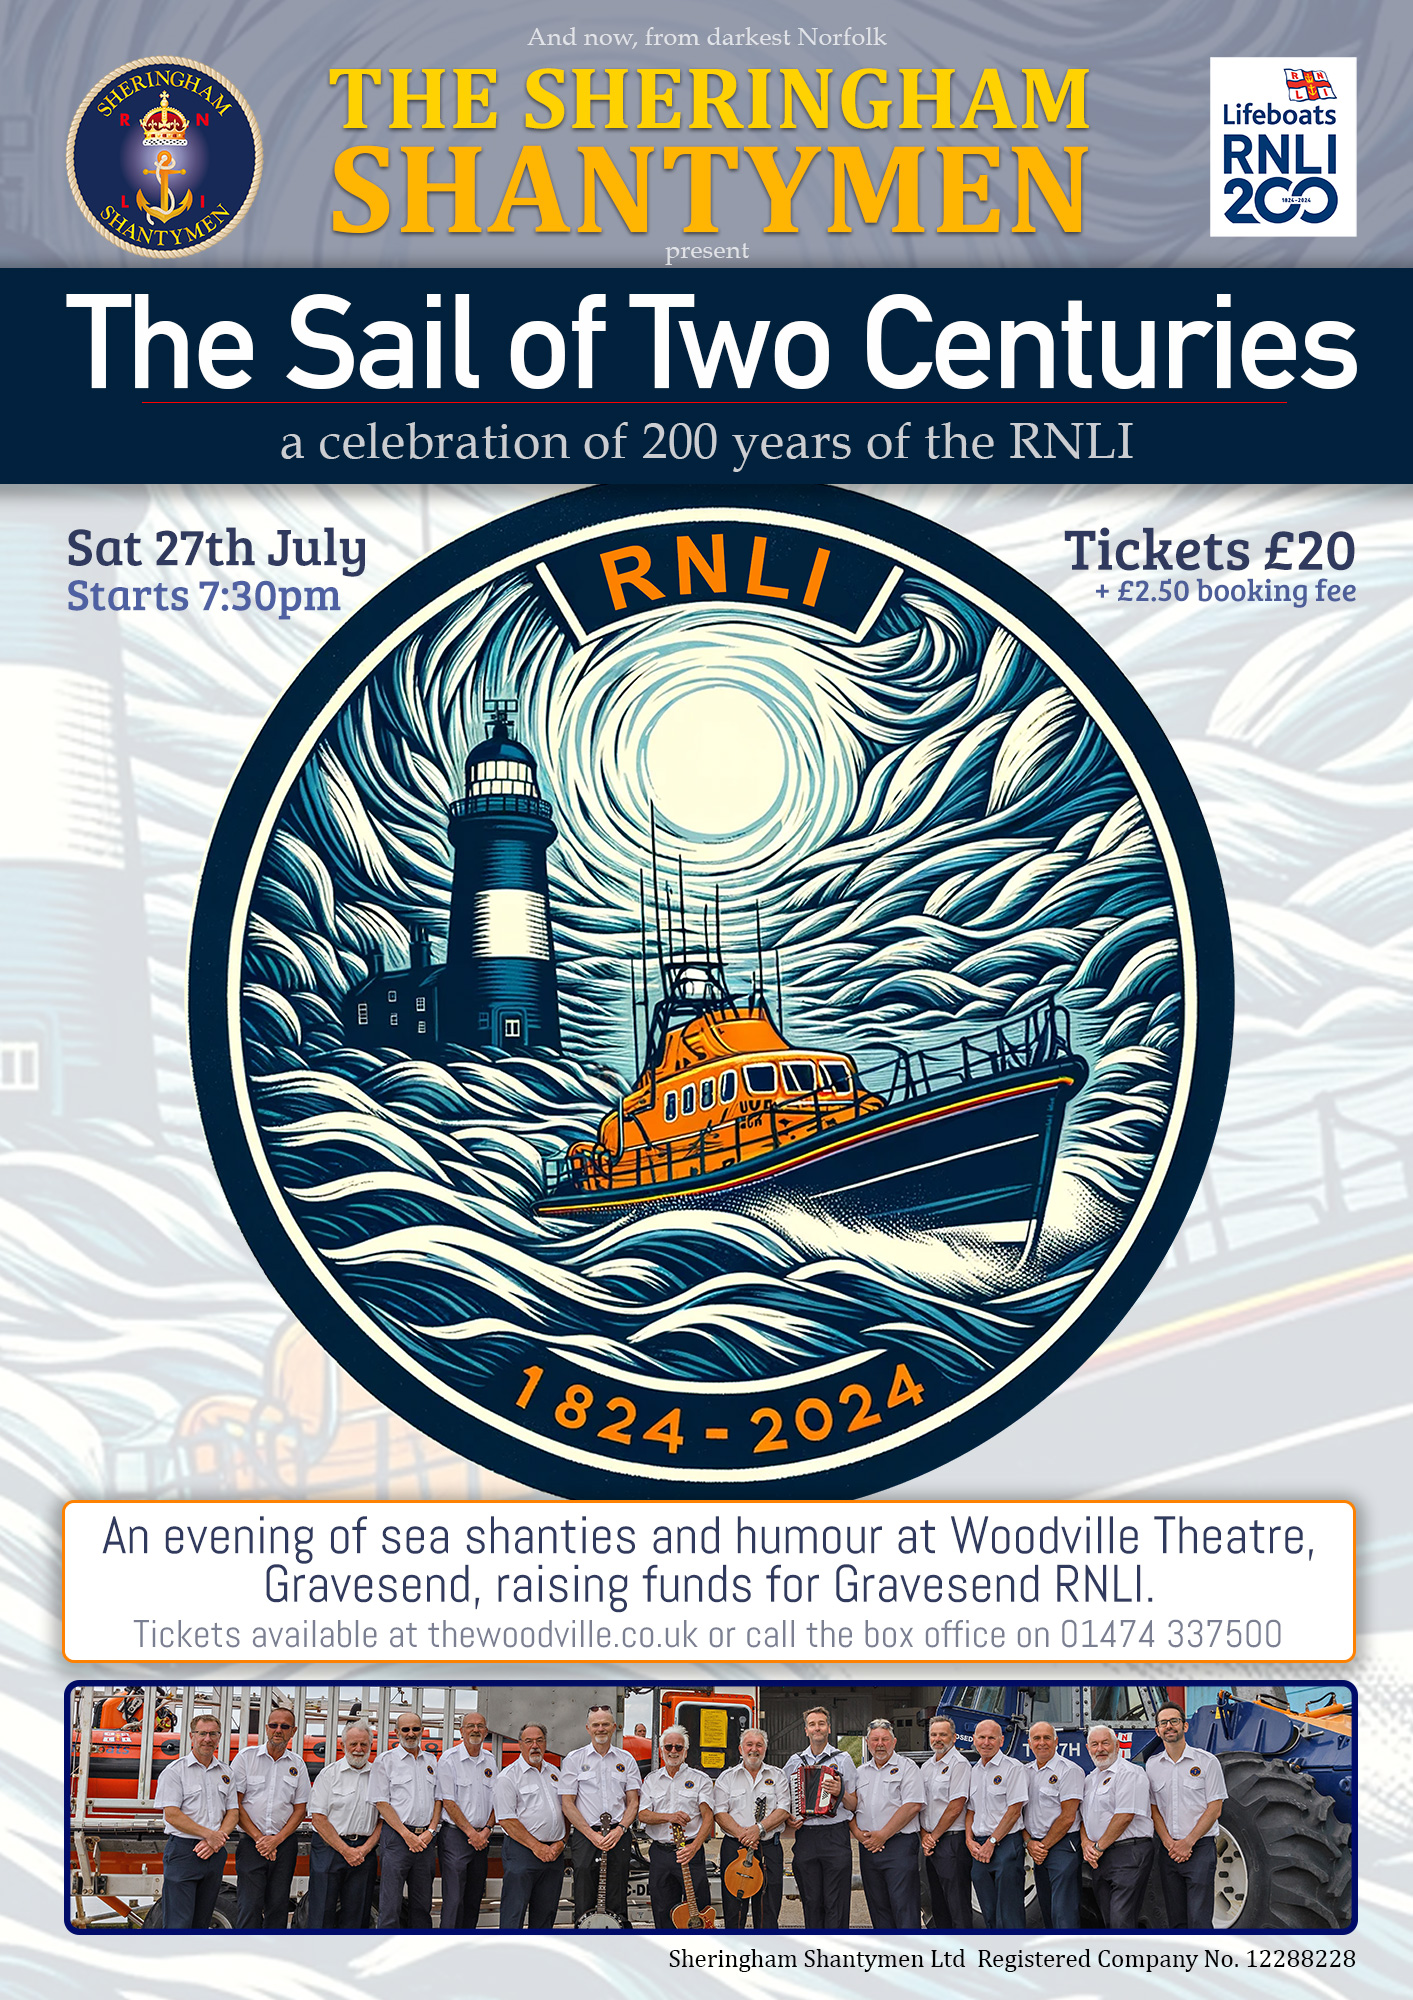 And now, from darkest Norfolk
THE SHERINGHAM
SHANTYMEN
present
SHERINGHAM
R N
L I
SHANTYMEN
R N
L I
Lifeboats
RNLI
200
1824-2024
The Sail of Two Centuries
a celebration of 200 years of the RNLI
Sat 27th July
Starts 7:30pm
Tickets £20
+ £2.50 booking fee
RNLI
1824-2024
An evening of sea shanties and humour at Woodville Theatre,
Gravesend, raising funds for Gravesend RNLI.
Tickets available at thewoodville.co.uk or call the box office on 01474 337500
Sheringham Shantymen Ltd Registered Company No. 12288228